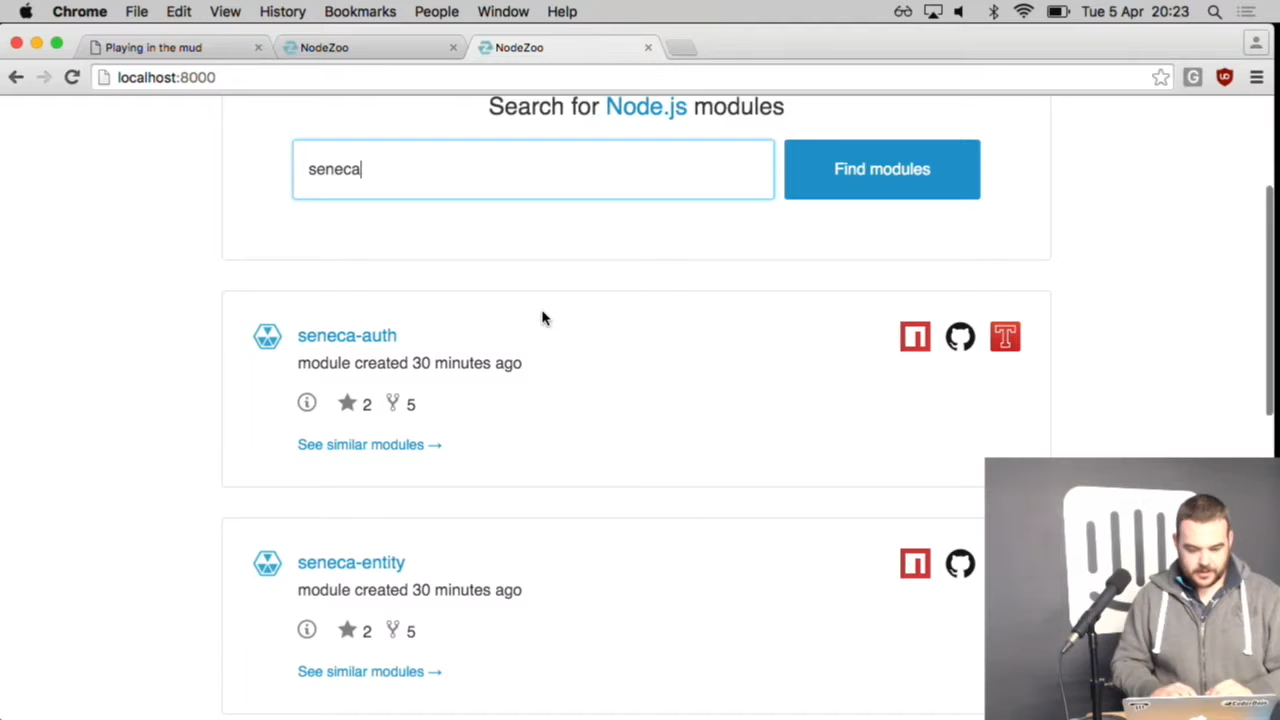 Chrome File Edit View History Bookmarks People Window Help Tue 5 Apr 20:23
Playing in the mud NodeZoo NodeZoo
localhost:8000
Search for Node.js modules
seneca Find modules
seneca-auth
module created 30 minutes ago
2 5
See similar modules →
seneca-entity
module created 30 minutes ago
2 5
See similar modules →